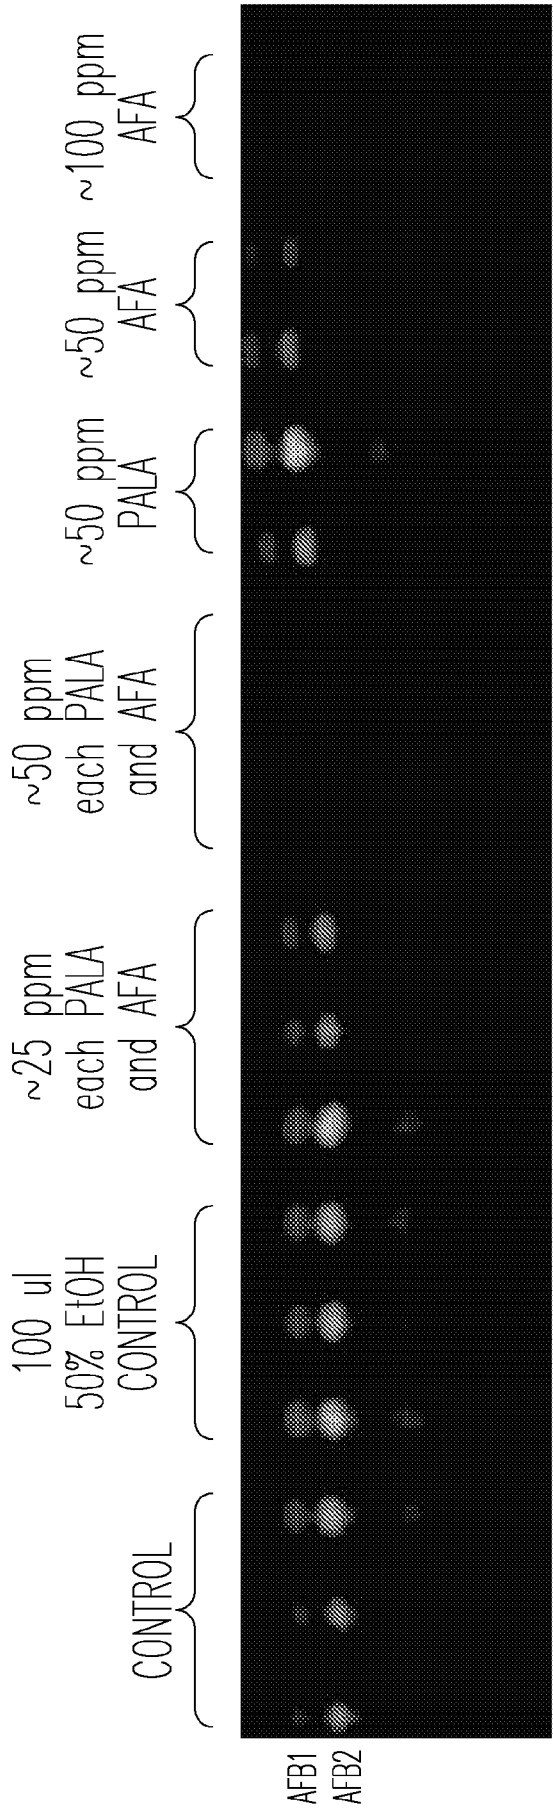 CONTROL
100 ul
50% EtOH
CONTROL
~25 ppm
each PALA
and AFA
~50 ppm
each PALA
and AFA
~50 ppm
PALA
~50 ppm
AFA
~100 ppm
AFA
AFB1
AFB2